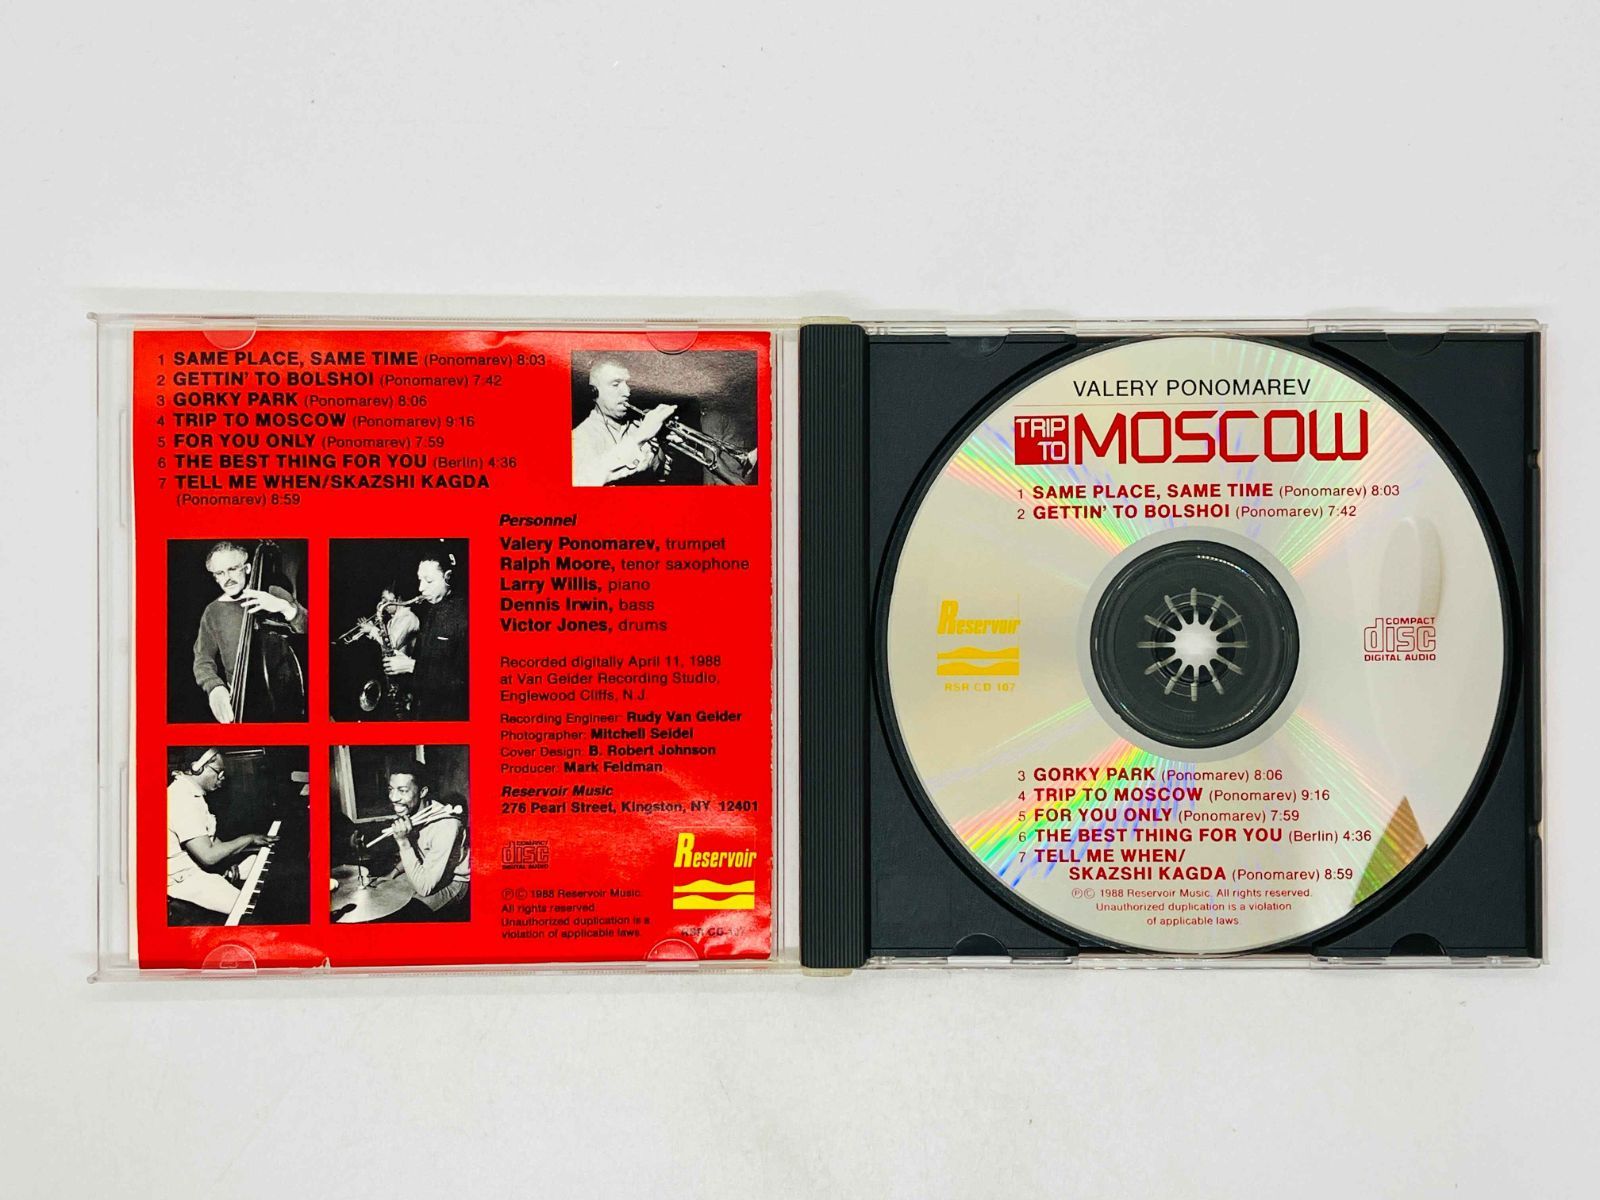 1 SAME PLACE, SAME TIME (Ponomarev) 8:03
2 GETTIN' TO BOLSHOI (Ponomarev) 7:42
3 GORKY PARK (Ponomarev) 8:06
4 TRIP TO MOSCOW (Ponomarev) 9:16
5 FOR YOU ONLY (Ponomarev) 7:59
6 THE BEST THING FOR YOU (Berlin) 4:36
7 TELL ME WHEN/SKAZSHI KAGDA
(Ponomarev) 8:59
Personnel
Valery Ponomarev, trumpet
Ralph Moore, tenor saxophone
Larry Willis, piano
Dennis Irwin, bass
Victor Jones, drums
Recorded digitally April 11, 1988
at Van Gelder Recording Studio,
Englewood Cliffs, N.J.
Recording Engineer: Rudy Van Gelder
Photographer: Mitchell Seidel
Cover Design: B. Robert Johnson
Producer: Mark Feldman
Reservoir Music
276 Pearl Street, Kingston, NY 12401
COMPACT
disc
DIGITAL AUDIO
Reservoir
℗© 1988 Reservoir Music.
All rights reserved.
Unauthorized duplication is a
violation of applicable laws.
RSR CD 107
VALERY PONOMAREV
TRIP TO MOSCOW
1 SAME PLACE, SAME TIME (Ponomarev) 8:03
2 GETTIN' TO BOLSHOI (Ponomarev) 7:42
Reservoir
RSR CD 107
COMPACT
disc
DIGITAL AUDIO
3 GORKY PARK (Ponomarev) 8:06
4 TRIP TO MOSCOW (Ponomarev) 9:16
5 FOR YOU ONLY (Ponomarev) 7:59
6 THE BEST THING FOR YOU (Berlin) 4:36
7 TELL ME WHEN/
SKAZSHI KAGDA (Ponomarev) 8:59
℗© 1988 Reservoir Music. All rights reserved.
Unauthorized duplication is a violation
of applicable laws.